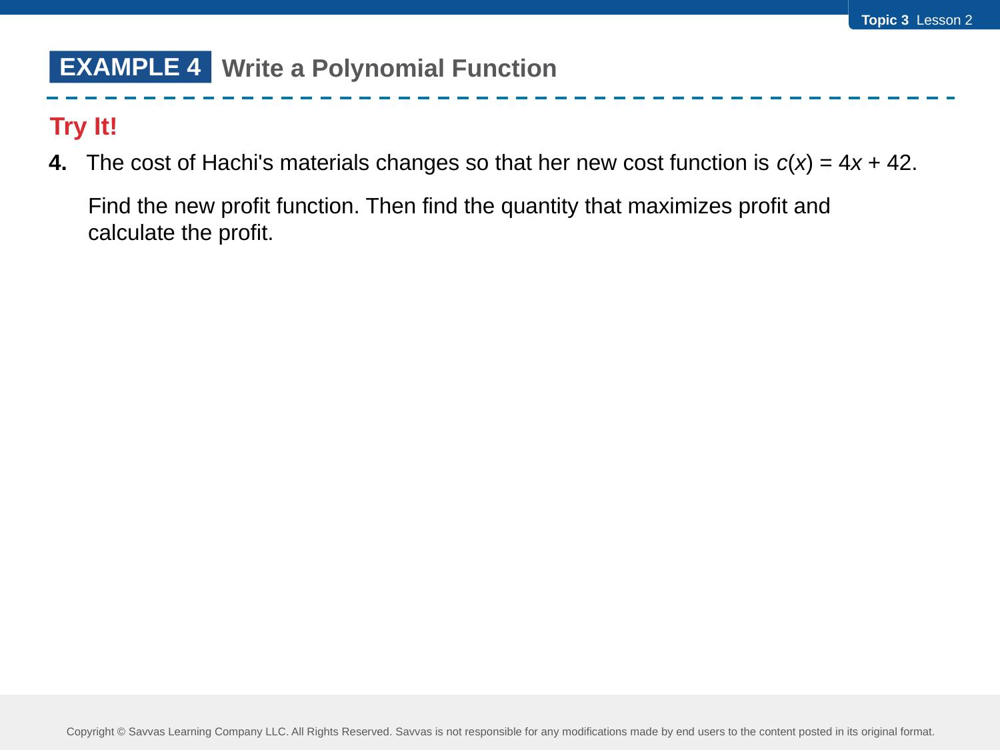 Topic 3 Lesson 2
EXAMPLE 4 Write a Polynomial Function
Try It!
4. The cost of Hachi's materials changes so that her new cost function is c(x) = 4x + 42.
Find the new profit function. Then find the quantity that maximizes profit and
calculate the profit.
Copyright © Savvas Learning Company LLC. All Rights Reserved. Savvas is not responsible for any modifications made by end users to the content posted in its original format.